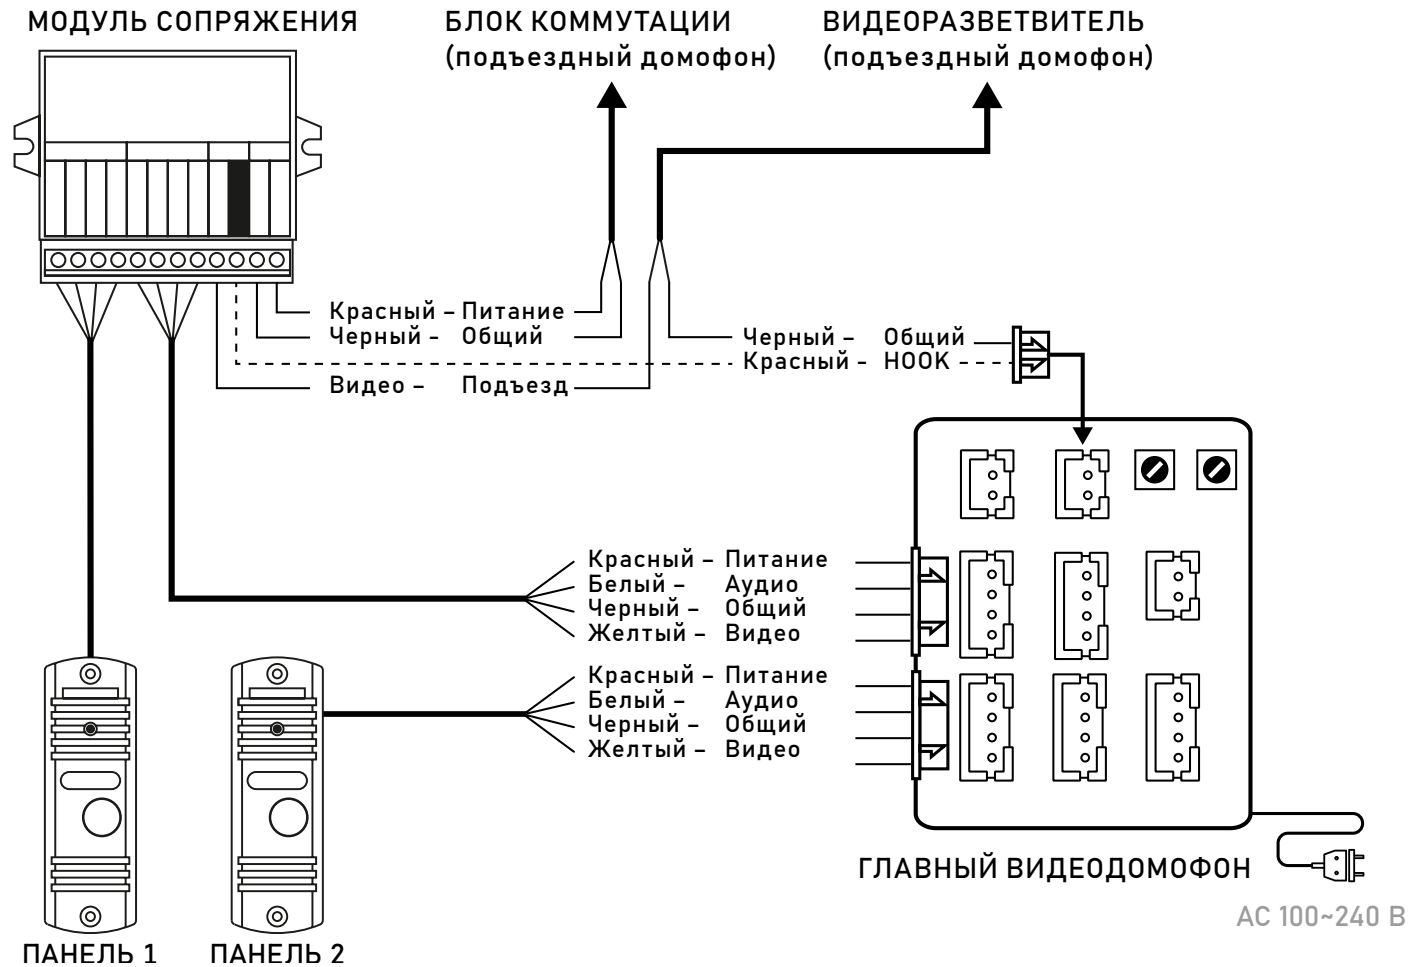 МОДУЛЬ СОПРЯЖЕНИЯ
БЛОК КОММУТАЦИИ
(подъездный домофон)
ВИДЕОРАЗВЕТВИТЕЛЬ
(подъездный домофон)
Красный – Питание
Черный - Общий
Видео – Подъезд
Черный – Общий
Красный - HOOK
Красный – Питание
Белый – Аудио
Черный – Общий
Желтый – Видео
Красный – Питание
Белый – Аудио
Черный – Общий
Желтый – Видео
ГЛАВНЫЙ ВИДЕОДОМОФОН
AC 100~240 В
ПАНЕЛЬ 1
ПАНЕЛЬ 2